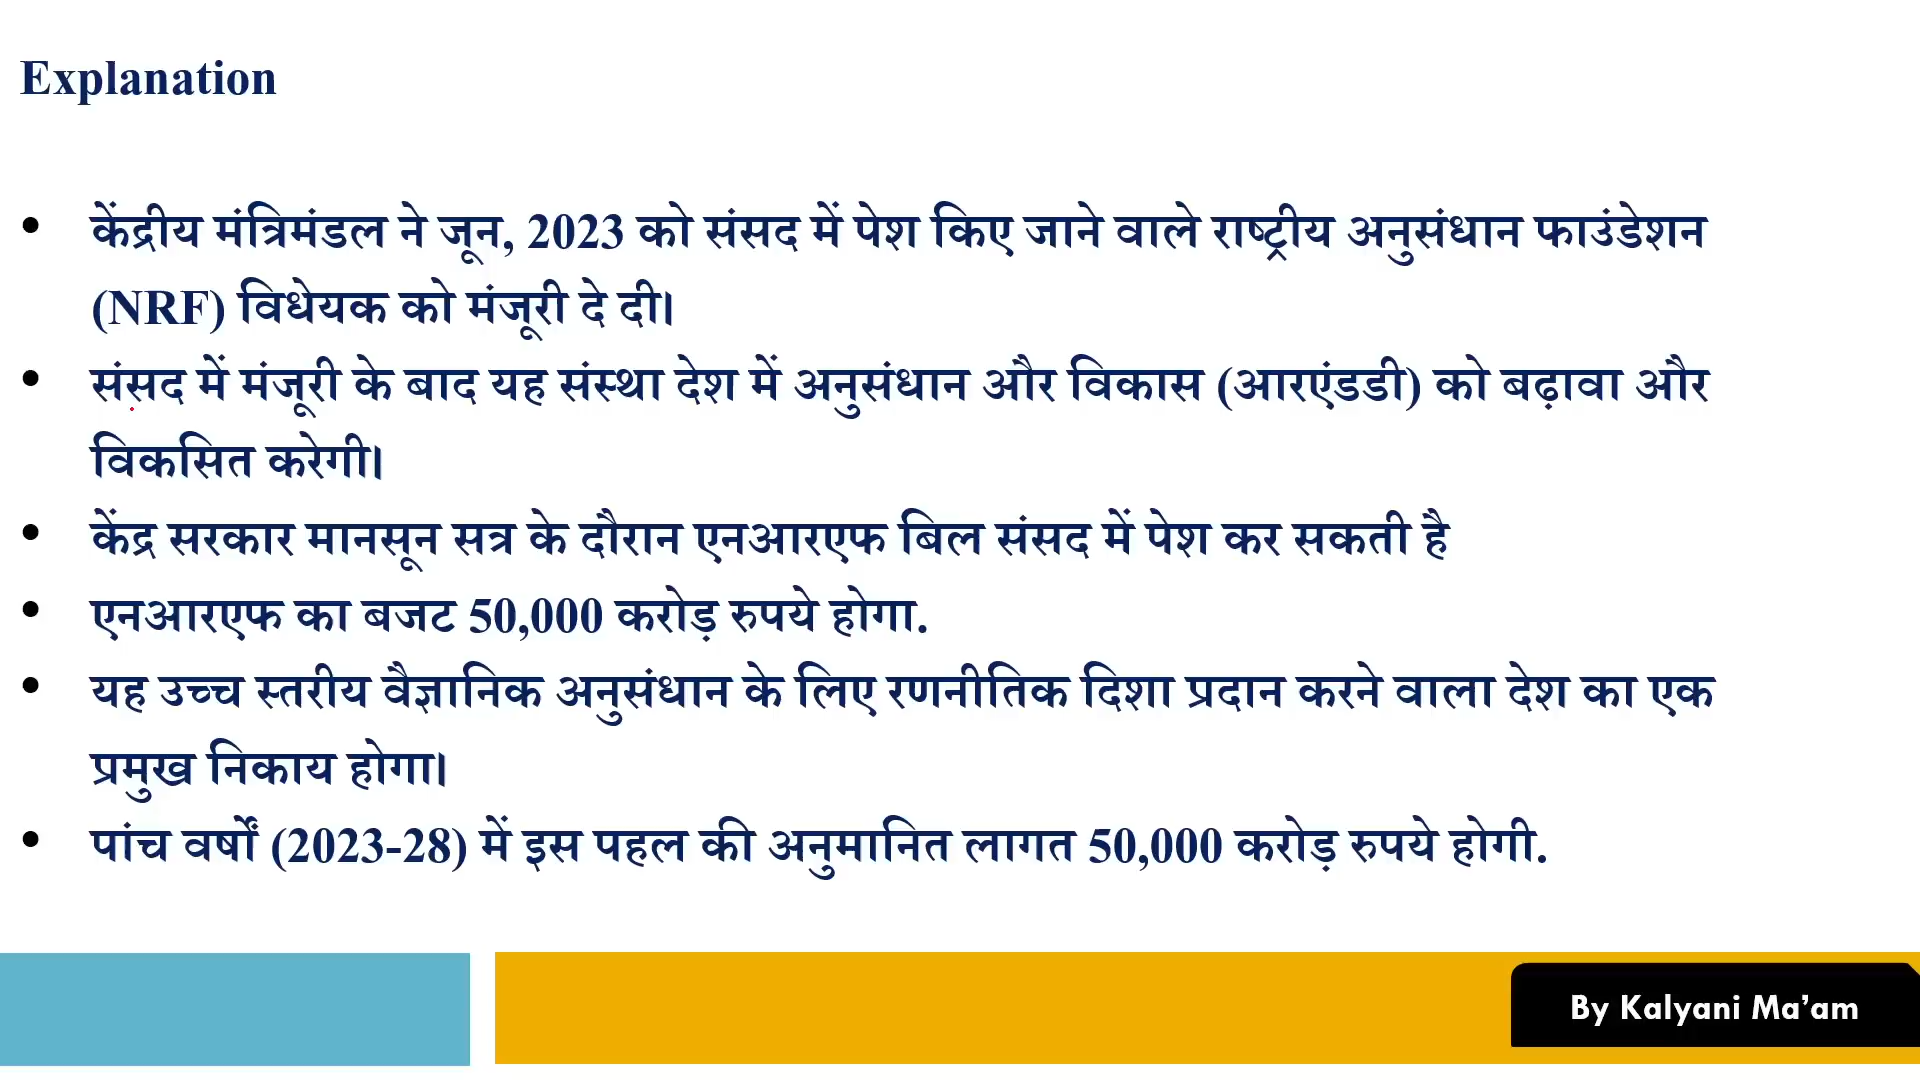 Explanation
• केंद्रीय मंत्रिमंडल ने जून, 2023 को संसद में पेश किए जाने वाले राष्ट्रीय अनुसंधान फाउंडेशन
(NRF) विधेयक को मंजूरी दे दी।
• संसद में मंजूरी के बाद यह संस्था देश में अनुसंधान और विकास (आरएंडडी) को बढ़ावा और
विकसित करेगी।
• केंद्र सरकार मानसून सत्र के दौरान एनआरएफ बिल संसद में पेश कर सकती है
• एनआरएफ का बजट 50,000 करोड़ रुपये होगा.
• यह उच्च स्तरीय वैज्ञानिक अनुसंधान के लिए रणनीतिक दिशा प्रदान करने वाला देश का एक
प्रमुख निकाय होगा।
• पांच वर्षों (2023-28) में इस पहल की अनुमानित लागत 50,000 करोड़ रुपये होगी.
By Kalyani Ma’am